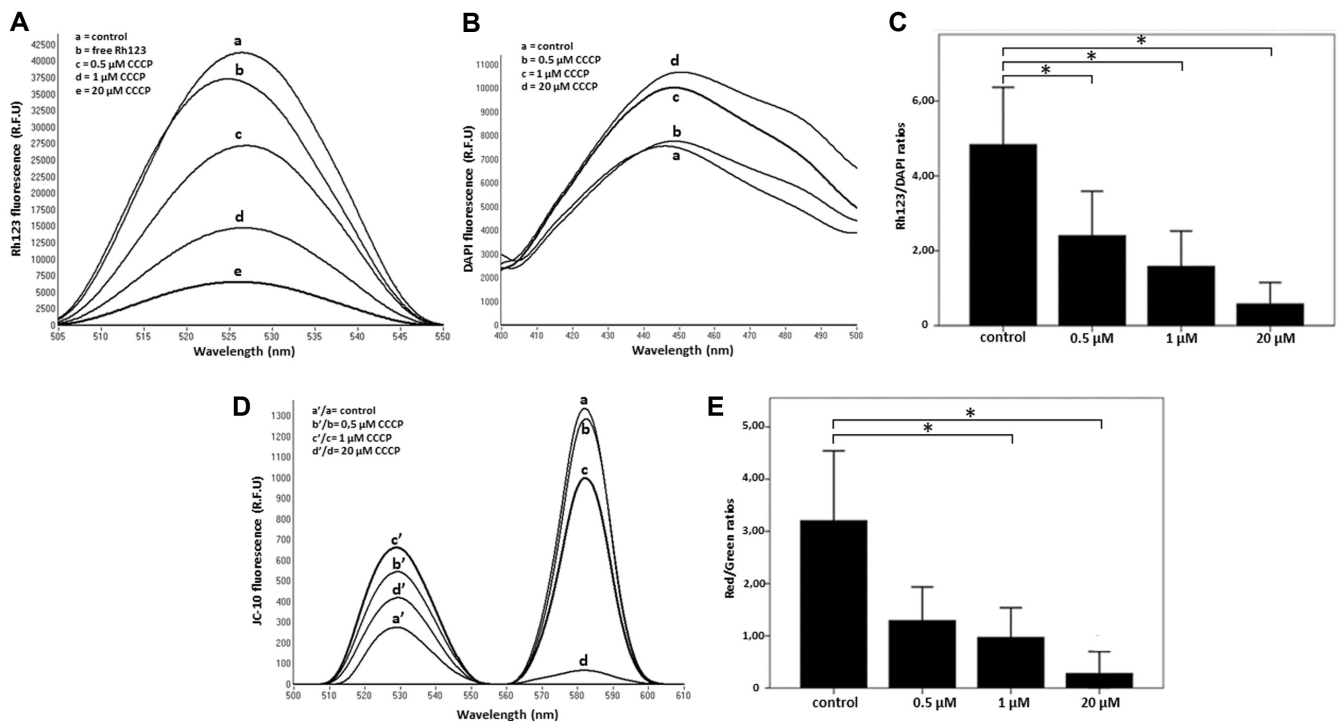 A
a = control
b = free Rh123
c = 0.5 µM CCCP
d = 1 µM CCCP
e = 20 µM CCCP
Rh123 fluorescence (R.F.U)
42500
40000
37500
35000
32500
30000
27500
25000
22500
20000
17500
15000
12500
10000
7500
5000
2500
0
a
b
c
d
e
505 510 515 520 525 530 535 540 545 550
Wavelength (nm)
B
a = control
b = 0.5 µM CCCP
c = 1 µM CCCP
d = 20 µM CCCP
DAPI fluorescence (R.F.U)
11000
10000
9000
8000
7000
6000
5000
4000
3000
2000
1000
0
d
c
b
a
400 410 420 430 440 450 460 470 480 490 500
Wavelength (nm)
C
Rh123/DAPI ratios
6,00
4,00
2,00
0
*
*
*
control 0.5 µM 1 µM 20 µM
D
a’/a= control
b’/b= 0,5 µM CCCP
c’/c= 1 µM CCCP
d’/d= 20 µM CCCP
JC-10 fluorescence (R.F.U)
1300
1200
1100
1000
900
800
700
600
500
400
300
200
100
0
c’
b’
d’
a’
a
b
c
d
500 510 520 530 540 550 560 570 580 590 600 610
Wavelength (nm)
E
Red/Green ratios
5,00
4,00
3,00
2,00
1,00
0
*
*
control 0.5 µM 1 µM 20 µM